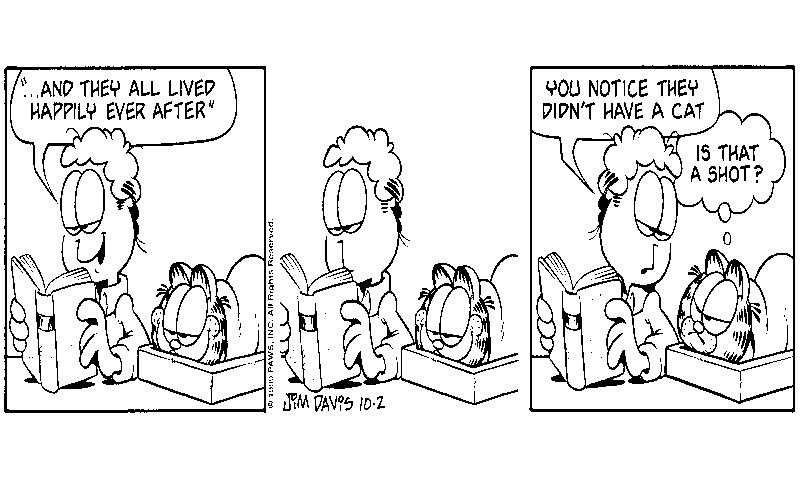 "...AND THEY ALL LIVED
HAPPILY EVER AFTER"
© PAWS, INC. All Rights Reserved.
JIM DAVIS 10-2
YOU NOTICE THEY
DIDN'T HAVE A CAT
IS THAT
A SHOT?